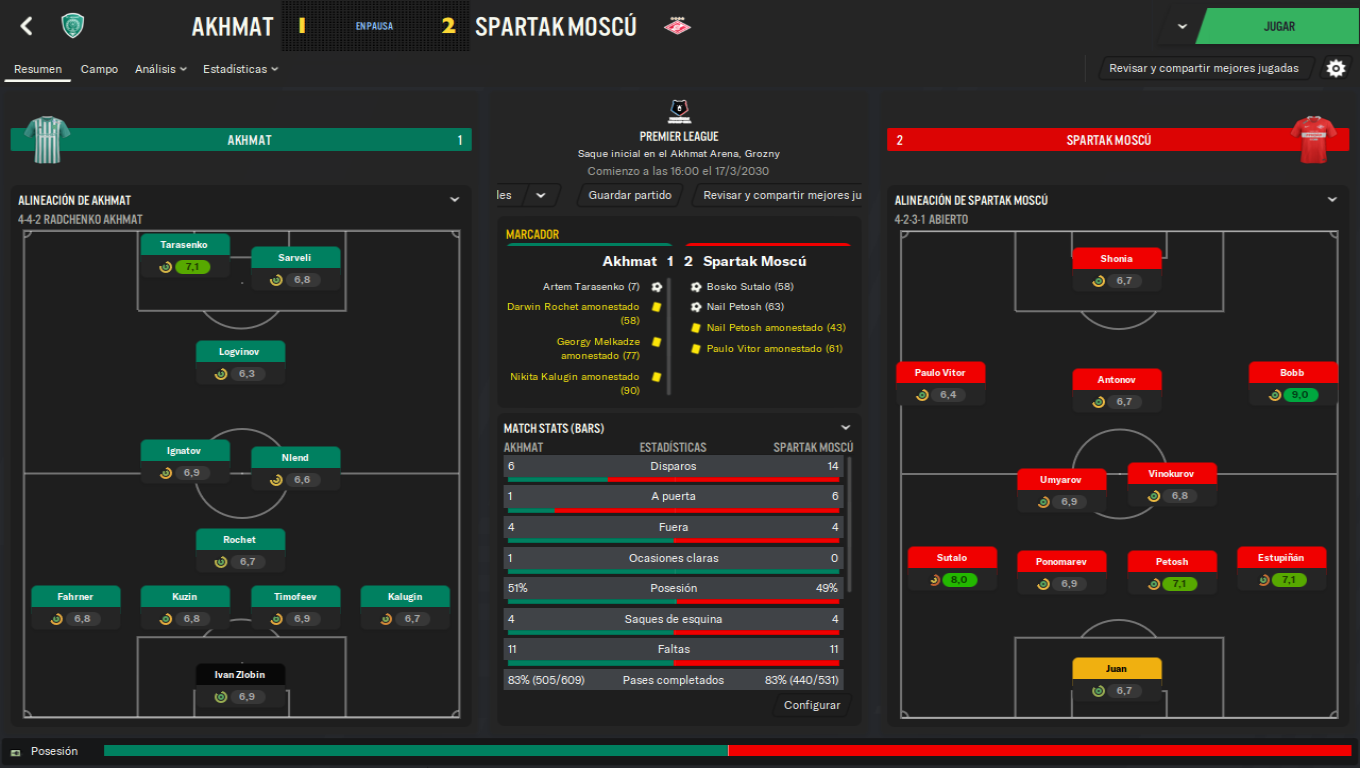 AKHMAT 1 EN PAUSA 2 SPARTAK MOSCÚ
JUGAR
Resumen Campo Análisis Estadísticas
Revisar y compartir mejores jugadas
AKHMAT 1
ALINEACIÓN DE AKHMAT
4-4-2 RADCHENKO AKHMAT
Tarasenko
7,1
Sarveli
6,8
Logvinov
6,3
Ignatov
6,9
Nlend
6,6
Rochet
6,7
Fahrner
6,8
Kuzin
6,8
Timofeev
6,9
Kalugin
6,7
Ivan Zlobin
6,9
PREMIER LEAGUE
Saque inicial en el Akhmat Arena, Grozny
Comienzo a las 16:00 el 17/3/2030
les Guardar partido Revisar y compartir mejores ju
MARCADOR
Akhmat 1 2 Spartak Moscú
Artem Tarasenko (7)
Darwin Rochet amonestado
(58)
Georgy Melkadze
amonestado (77)
Nikita Kalugin amonestado
(90)
Bosko Sutalo (58)
Nail Petosh (63)
Nail Petosh amonestado (43)
Paulo Vitor amonestado (61)
MATCH STATS (BARS)
AKHMAT ESTADÍSTICAS SPARTAK MOSCÚ
6 Disparos 14
1 A puerta 6
4 Fuera 4
1 Ocasiones claras 0
51% Posesión 49%
4 Saques de esquina 4
11 Faltas 11
83% (505/609) Pases completados 83% (440/531)
Configurar
2 SPARTAK MOSCÚ
ALINEACIÓN DE SPARTAK MOSCÚ
4-2-3-1 ABIERTO
Shonia
6,7
Paulo Vitor
6,4
Antonov
6,7
Bobb
9,0
Umyarov
6,9
Vinokurov
6,8
Sutalo
8,0
Ponomarev
6,9
Petosh
7,1
Estupiñán
7,1
Juan
6,7
Posesión